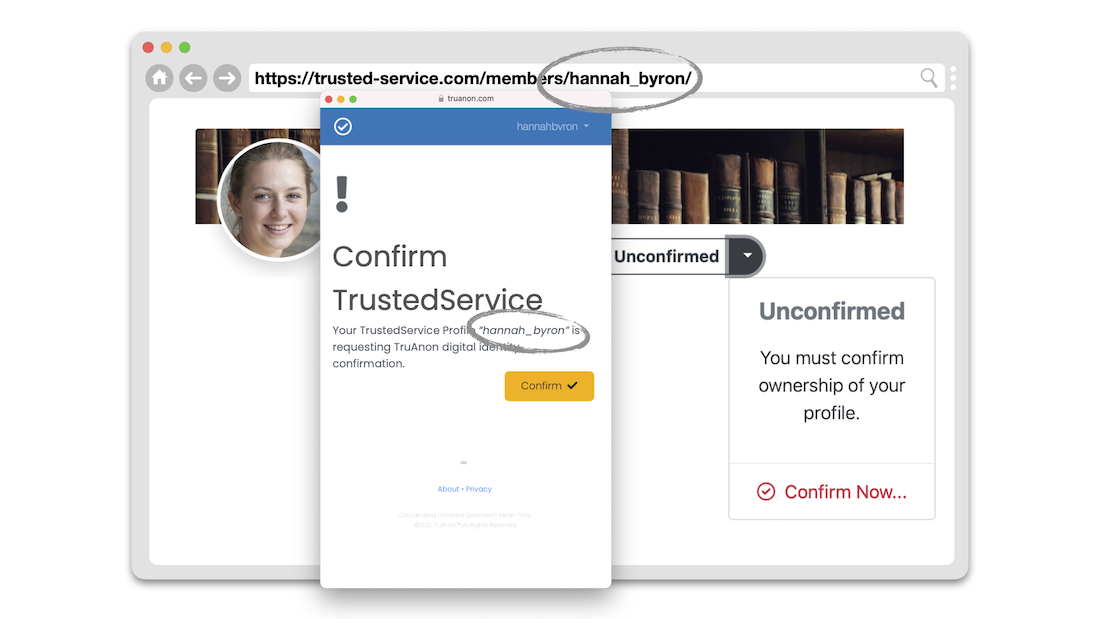 https://trusted-service.com/members/hannah_byron/
truanon.com
hannahbyron
!
Confirm
TrustedService
Your TrustedService Profile “hannah_byron” is
requesting TruAnon digital identity
confirmation.
Confirm
About • Privacy
Coordinated Universal Greenwich Mean Time
©2021 TruAnon™ All Rights Reserved
Unconfirmed
Unconfirmed
You must confirm
ownership of your
profile.
Confirm Now...